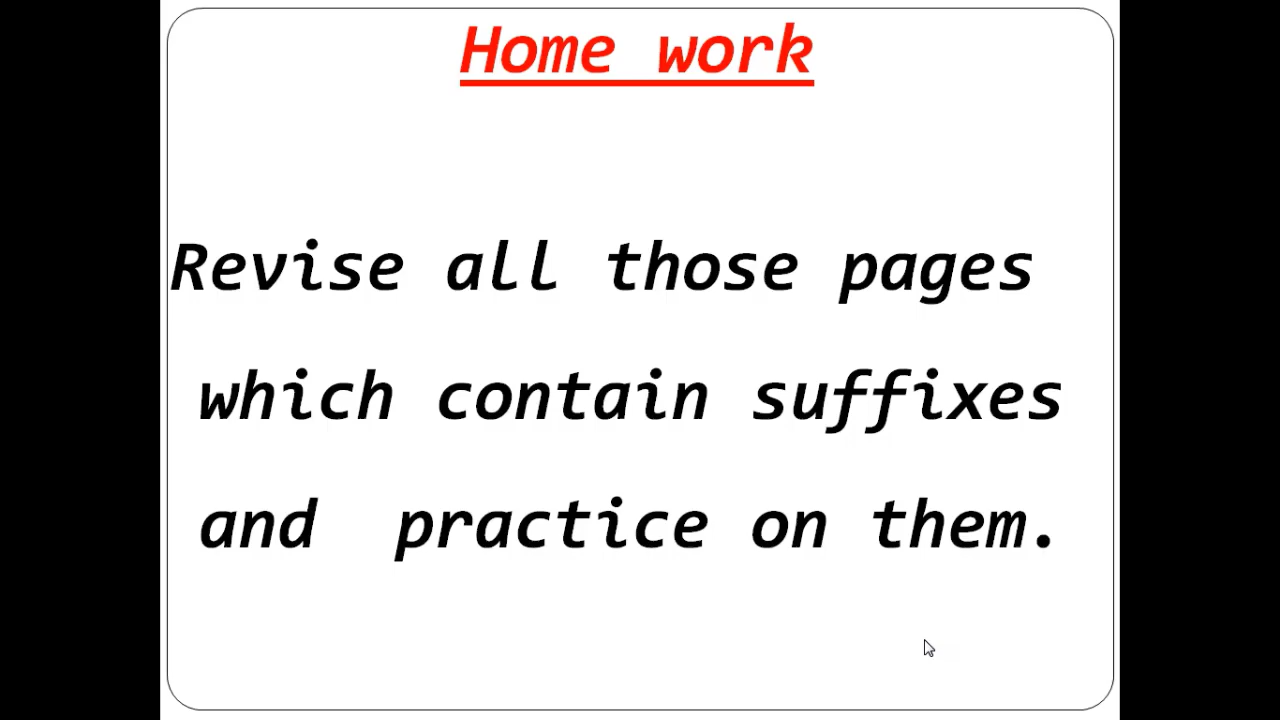 Home work
Revise all those pages
which contain suffixes
and  practice on them.